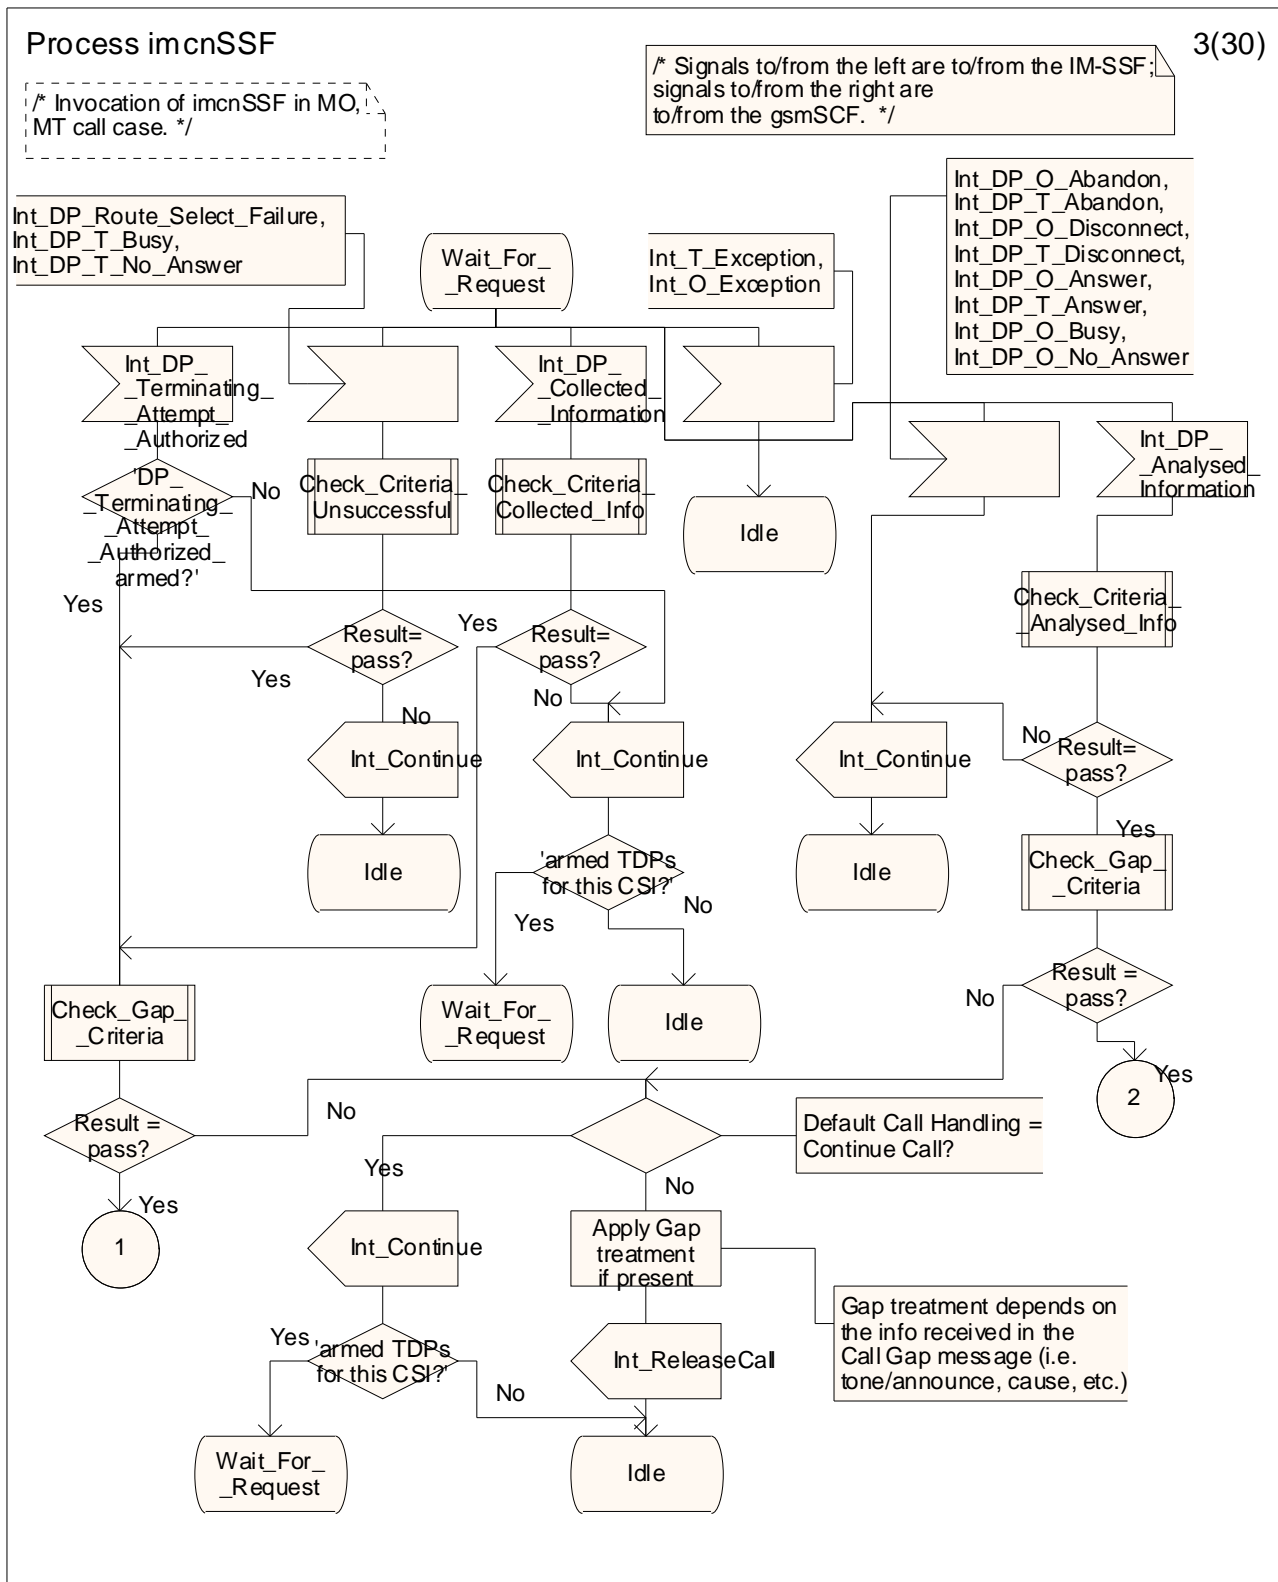 Process imcnSSF
3(30)
/* Invocation of imcnSSF in MO,
MT call case. */
/* Signals to/from the left are to/from the IM-SSF;
signals to/from the right are
to/from the gsmSCF. */
Int_DP_Route_Select_Failure,
Int_DP_T_Busy,
Int_DP_T_No_Answer
Wait_For_
_Request
Int_T_Exception,
Int_O_Exception
Int_DP_O_Abandon,
Int_DP_T_Abandon,
Int_DP_O_Disconnect,
Int_DP_T_Disconnect,
Int_DP_O_Answer,
Int_DP_T_Answer,
Int_DP_O_Busy,
Int_DP_O_No_Answer
Int_DP_
_Terminating_
_Attempt_
_Authorized
Int_DP_
_Collected_
_Information
Int_DP_
_Analysed_
_Information
'DP_
_Terminating_
_Attempt_
_Authorized_
armed?'
No
Yes
Check_Criteria_
_Unsuccessful
Check_Criteria_
_Collected_Info
Idle
Check_Criteria_
_Analysed_Info
Result=
pass?
Yes
No
Result=
pass?
Yes
No
Result=
pass?
No
Yes
Int_Continue
Int_Continue
Int_Continue
Idle
'armed TDPs
for this CSI?'
Yes
No
Idle
Check_Gap_
_Criteria
Check_Gap_
_Criteria
Wait_For_
_Request
Idle
Result =
pass?
No
Yes
2
Result =
pass?
No
Yes
1
Default Call Handling =
Continue Call?
Yes
No
Int_Continue
Apply Gap
treatment
if present
Gap treatment depends on
the info received in the
Call Gap message (i.e.
tone/announce, cause, etc.)
'armed TDPs
for this CSI?'
Yes
No
Int_ReleaseCall
Wait_For_
_Request
Idle